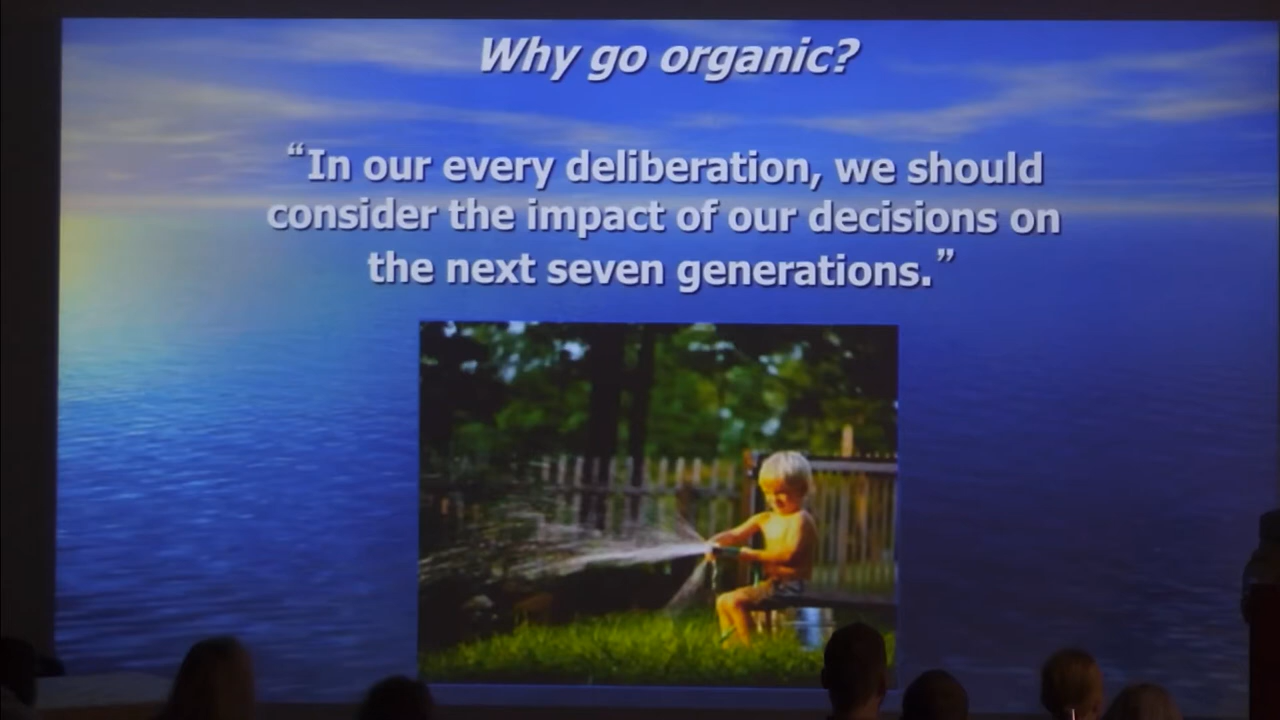 Why go organic?
“In our every deliberation, we should
consider the impact of our decisions on
the next seven generations.”